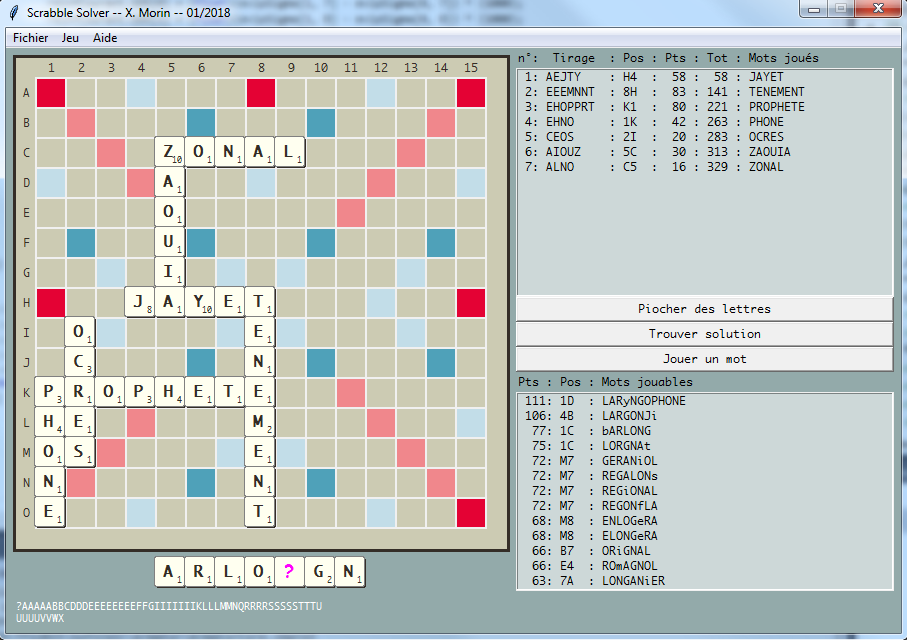 Scrabble Solver -- X. Morin -- 01/2018
Fichier Jeu Aide
1 2 3 4 5 6 7 8 9 10 11 12 13 14 15
A
B
C Z10 O1 N1 A1 L1
D A1
E O1
F U1
G I1
H J8 A1 Y10 E1 T1
I O1 E1
J C3 N1
K P3 R1 O1 P3 H4 E1 T1 E1
L H4 E1 M2
M O1 S1 E1
N N1 N1
O E1 T1
A1 R1 L1 O1 ? G2 N1
?AAAAABBCDDDEEEEEEEEFFGIIIIIIIKLLLMMNQRRRRSSSSSTTTU
UUUUVVWX
n°: Tirage : Pos : Pts : Tot : Mots joués
1: AEJTY : H4 : 58 : 58 : JAYET
2: EEEMNNT : 8H : 83 : 141 : TENEMENT
3: EHOPPRT : K1 : 80 : 221 : PROPHETE
4: EHNO : 1K : 42 : 263 : PHONE
5: CEOS : 2I : 20 : 283 : OCRES
6: AIOUZ : 5C : 30 : 313 : ZAOUIA
7: ALNO : C5 : 16 : 329 : ZONAL
Piocher des lettres
Trouver solution
Jouer un mot
Pts : Pos : Mots jouables
111: 1D : LARyNGOPHONE
106: 4B : LARGONJi
77: 1C : bARLONG
75: 1C : LORGNAt
72: M7 : GERANiOL
72: M7 : REGALONs
72: M7 : REGiONAL
72: M7 : REGONfLA
68: M8 : ENLOGeRA
68: M8 : ELONGeRA
66: B7 : ORiGNAL
66: E4 : ROmAGNOL
63: 7A : LONGANiER